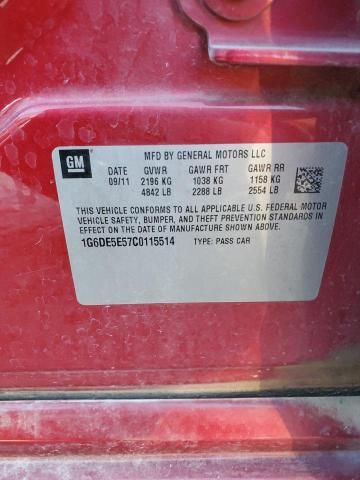 GM
MFD BY GENERAL MOTORS LLC
DATE GVWR GAWR FRT GAWR RR
09/11 2196 KG 1038 KG 1158 KG
4842 LB 2288 LB 2554 LB
THIS VEHICLE CONFORMS TO ALL APPLICABLE U.S. FEDERAL MOTOR
VEHICLE SAFETY, BUMPER, AND THEFT PREVENTION STANDARDS IN
EFFECT ON THE DATE OF MANUFACTURE SHOWN ABOVE.
1G6DE5E57C0115514 TYPE: PASS CAR